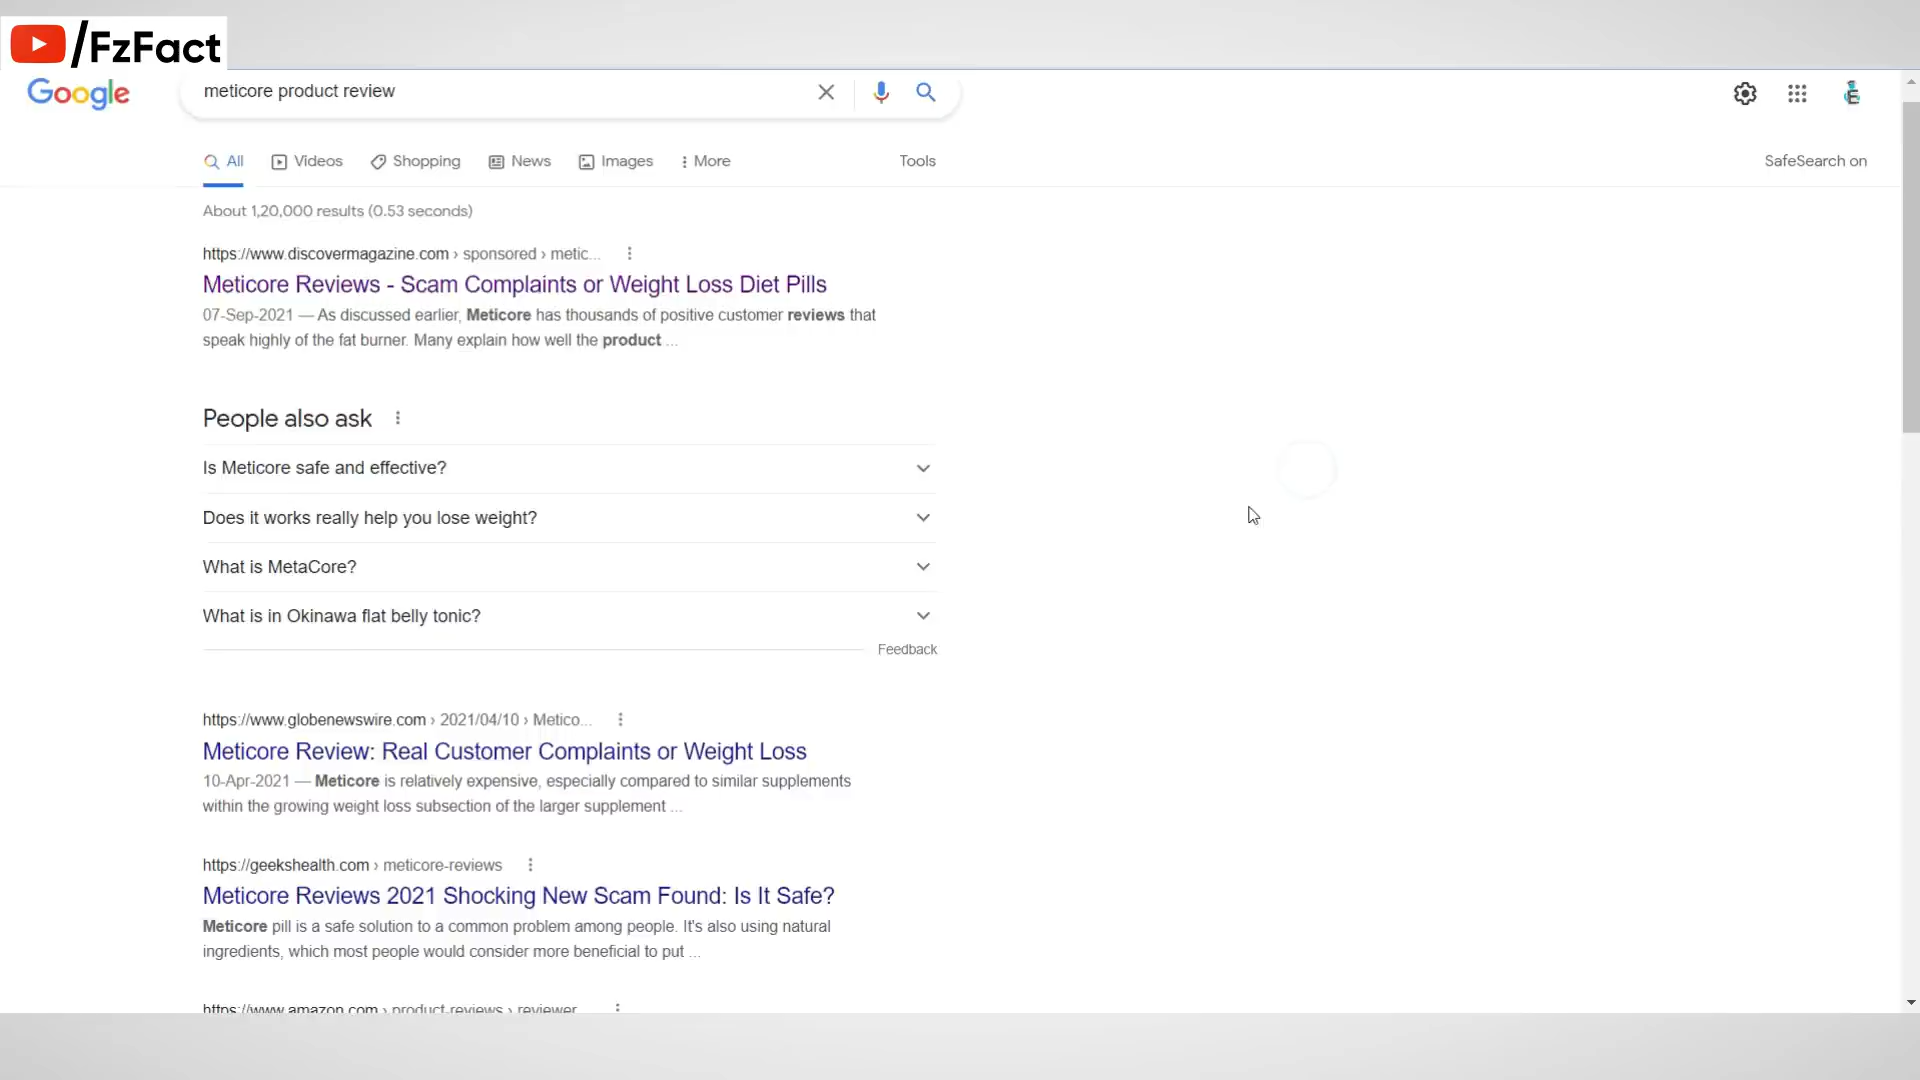 /FzFact
Google
meticore product review
All Videos Shopping News Images More Tools SafeSearch on
About 1,20,000 results (0.53 seconds)
https://www.discovermagazine.com › sponsored › metic...
Meticore Reviews - Scam Complaints or Weight Loss Diet Pills
07-Sep-2021 — As discussed earlier, Meticore has thousands of positive customer reviews that
speak highly of the fat burner. Many explain how well the product ...
People also ask
Is Meticore safe and effective?
Does it works really help you lose weight?
What is MetaCore?
What is in Okinawa flat belly tonic?
Feedback
https://www.globenewswire.com › 2021/04/10 › Metico...
Meticore Review: Real Customer Complaints or Weight Loss
10-Apr-2021 — Meticore is relatively expensive, especially compared to similar supplements
within the growing weight loss subsection of the larger supplement ...
https://geekshealth.com › meticore-reviews
Meticore Reviews 2021 Shocking New Scam Found: Is It Safe?
Meticore pill is a safe solution to a common problem among people. It's also using natural
ingredients, which most people would consider more beneficial to put ...
https://www.amazon.com › product-reviews › reviewer